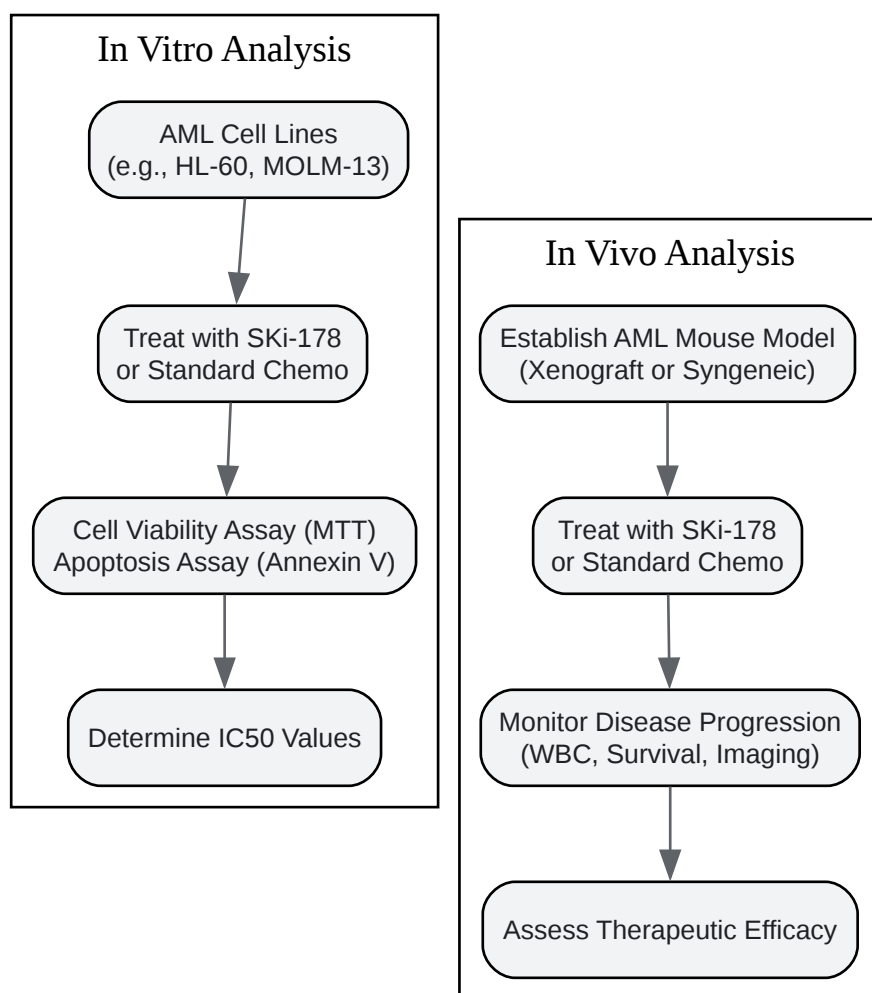 In Vitro Analysis
AML Cell Lines
(e.g., HL-60, MOLM-13)
Treat with SKi-178
or Standard Chemo
Cell Viability Assay (MTT)
Apoptosis Assay (Annexin V)
Determine IC50 Values
In Vivo Analysis
Establish AML Mouse Model
(Xenograft or Syngeneic)
Treat with SKi-178
or Standard Chemo
Monitor Disease Progression
(WBC, Survival, Imaging)
Assess Therapeutic Efficacy